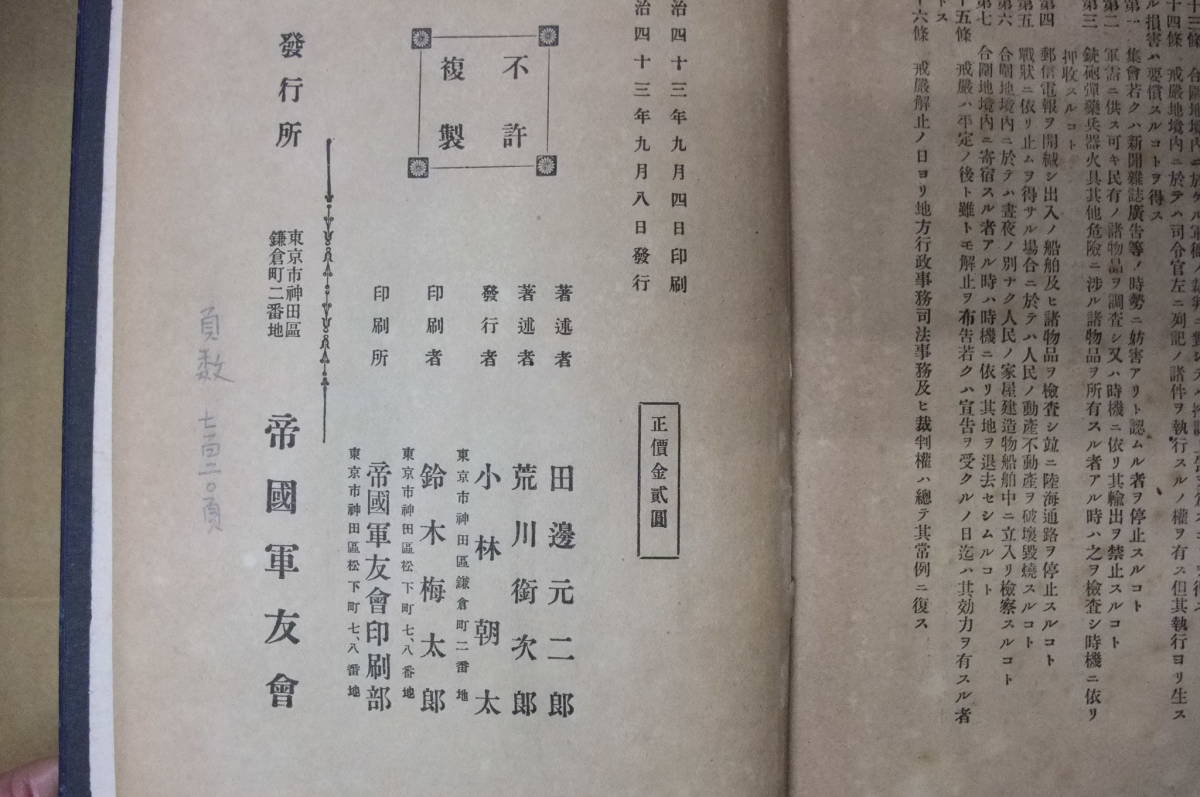 十四條 戒嚴地境內ニ於テハ司令官左ニ列記ノ諸件ヲ執行スルノ權ヲ有ス但其執行ヨリ生ス
ル損害ハ要償スルコトヲ得ス
第一 集會若クハ新聞雜誌廣告等ノ時勢ニ妨害アリト認ムル者ヲ停止スルコト
第二 軍需ニ供ス可キ民有ノ諸物品ヲ調査シ又ハ時機ニ依リ其輸出ヲ禁止スルコト
第三 銃砲彈藥兵器火具其他危險ニ涉ル諸物品ヲ所有スル者アル時ハ之ヲ檢査シ時機ニ依リ
押收スルコト
第四 郵信電報ヲ開緘シ出入ノ船舶及ヒ諸物品ヲ檢査シ竝ニ陸海通路ヲ停止スルコト
第五 戰狀ニ依リ止ムヲ得サル場合ニ於テハ人民ノ動產不動產ヲ破壞毀燒スルコト
第六 合圍地境內ニ於テハ晝夜ノ別ナク人民ノ家屋建造物船舶中ニ立入リ檢察スルコト
第七 合圍地境內ニ寄宿スル者アル時ハ時機ニ依リ其地ヲ退去セシムルコト
十五條 戒嚴ハ平定ノ後ト雖トモ解止ヲ布告若クハ宣告ヲ受クルノ日迄ハ其効力ヲ有スル者
トス
十六條 戒嚴解止ノ日ヨリ地方行政事務司法事務及ヒ裁判權ハ總テ其常例ニ復ス
治四十三年九月四日印刷
治四十三年九月八日發行
正價金貳圓
不許
複製
著述者 田邊元二郎
著述者 荒川銜次郎
發行者 小林朝太
東京市神田區鎌倉町二番地
印刷者 鈴木梅太郎
東京市神田區松下町七、八番地
印刷所 帝國軍友會印刷部
東京市神田區松下町七、八番地
發行所 東京市神田區
鎌倉町二番地
帝國軍友會
頁数 七百二〇頁